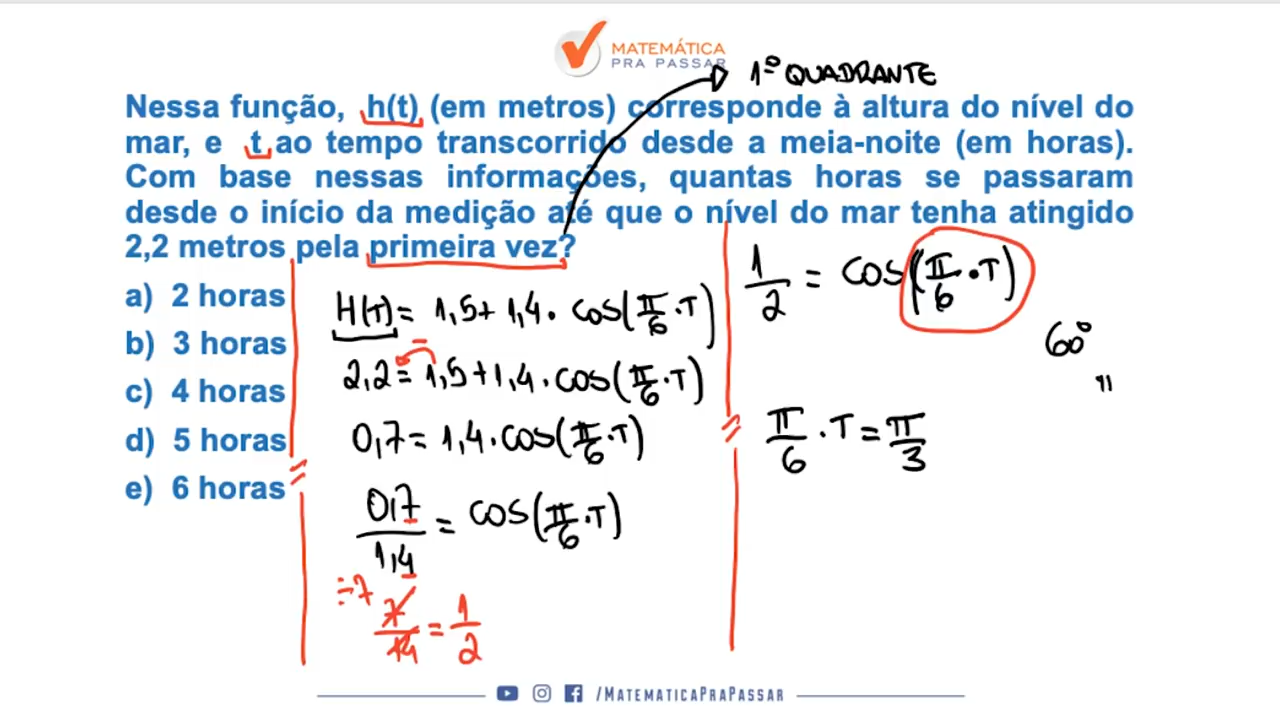 MATEMÁTICA
PRA PASSAR
1º QUADRANTE
Nessa função, h(t) (em metros) corresponde à altura do nível do
mar, e t ao tempo transcorrido desde a meia-noite (em horas).
Com base nessas informações, quantas horas se passaram
desde o início da medição até que o nível do mar tenha atingido
2,2 metros pela primeira vez?
a) 2 horas
b) 3 horas
c) 4 horas
d) 5 horas
e) 6 horas
H(T) = 1,5 + 1,4 . cos(π/6 . T)
−
2,2 = 1,5 + 1,4 . cos(π/6 . T)
0,7 = 1,4 . cos(π/6 . T)
0,7/1,4 = cos(π/6 . T)
÷7
7/14 = 1/2
1/2 = cos(π/6 . T)
60°
π/6 . T = π/3
/MATEMATICAPRAPASSAR